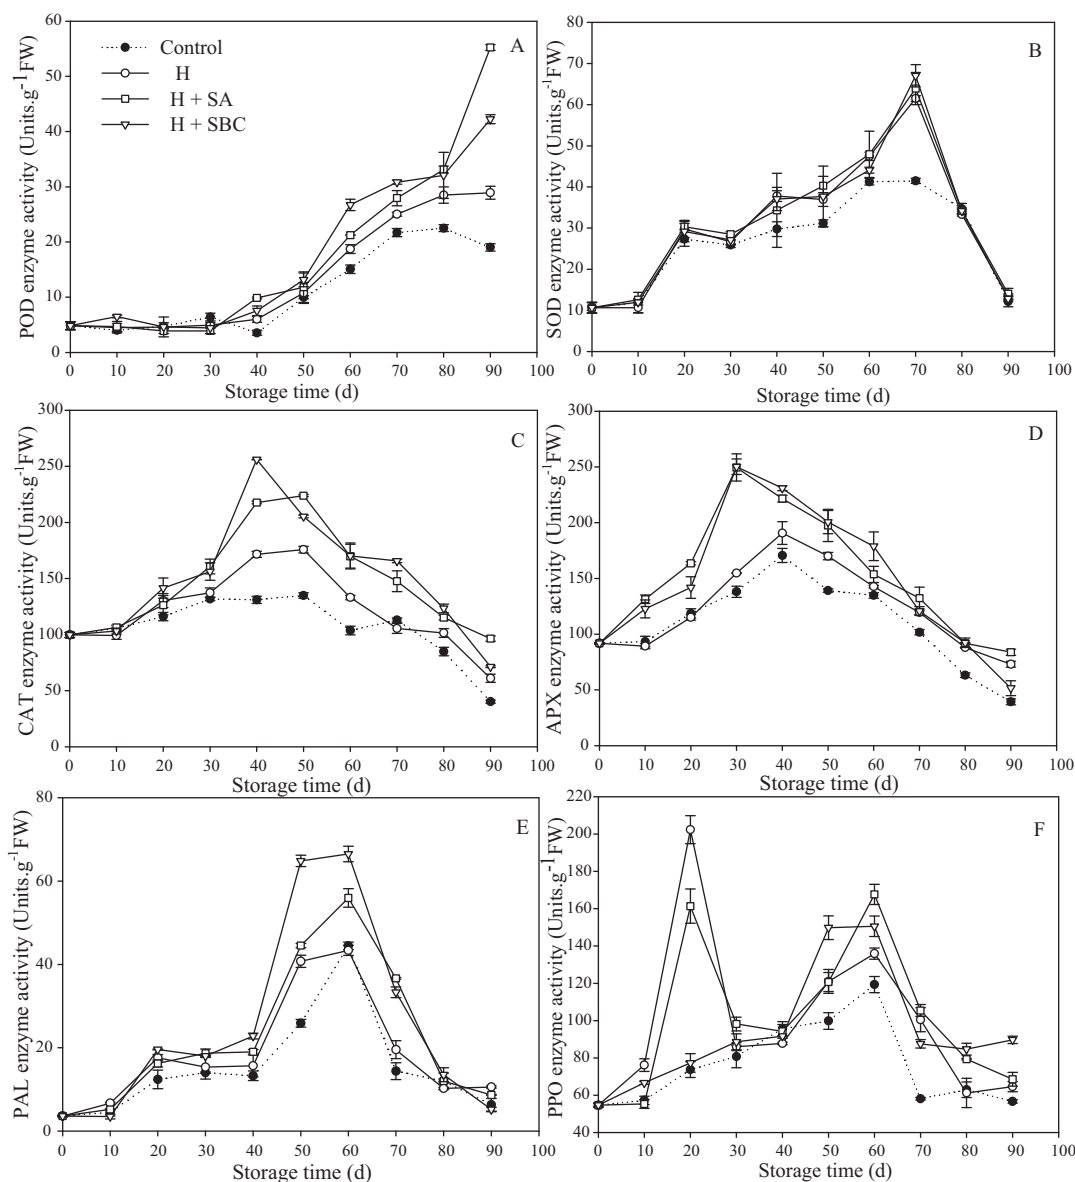 POD enzyme activity (Units.g⁻¹FW)
60
50
40
30
20
10
0
Control
H
H + SA
H + SBC
A
0 10 20 30 40 50 60 70 80 90 100
Storage time (d)
SOD enzyme activity (Units.g⁻¹FW)
80
70
60
50
40
30
20
10
0
B
0 10 20 30 40 50 60 70 80 90 100
Storage time (d)
CAT enzyme activity (Units.g⁻¹FW)
300
250
200
150
100
50
0
C
0 10 20 30 40 50 60 70 80 90 100
Storage time (d)
APX enzyme activity (Units.g⁻¹FW)
300
250
200
150
100
50
0
D
0 10 20 30 40 50 60 70 80 90 100
Storage time (d)
PAL enzyme activity (Units.g⁻¹FW)
80
60
40
20
0
E
0 10 20 30 40 50 60 70 80 90 100
Storage time (d)
PPO enzyme activity (Units.g⁻¹FW)
220
200
180
160
140
120
100
80
60
40
F
0 10 20 30 40 50 60 70 80 90 100
Storage time (d)